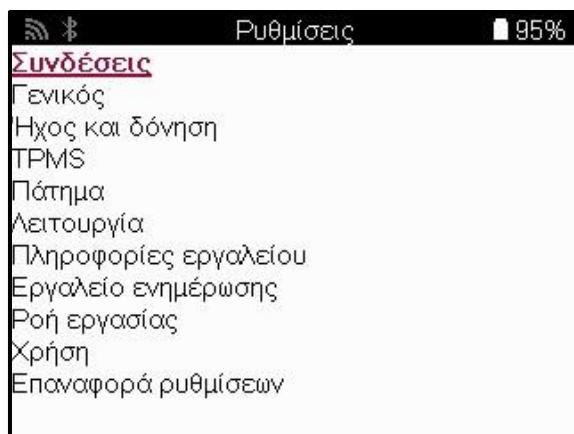 Ρυθμίσεις 95%
Συνδέσεις
Γενικός
Ήχος και δόνηση
TPMS
Πάτημα
Λειτουργία
Πληροφορίες εργαλείου
Εργαλείο ενημέρωσης
Ροή εργασίας
Χρήση
Επαναφορά ρυθμίσεων